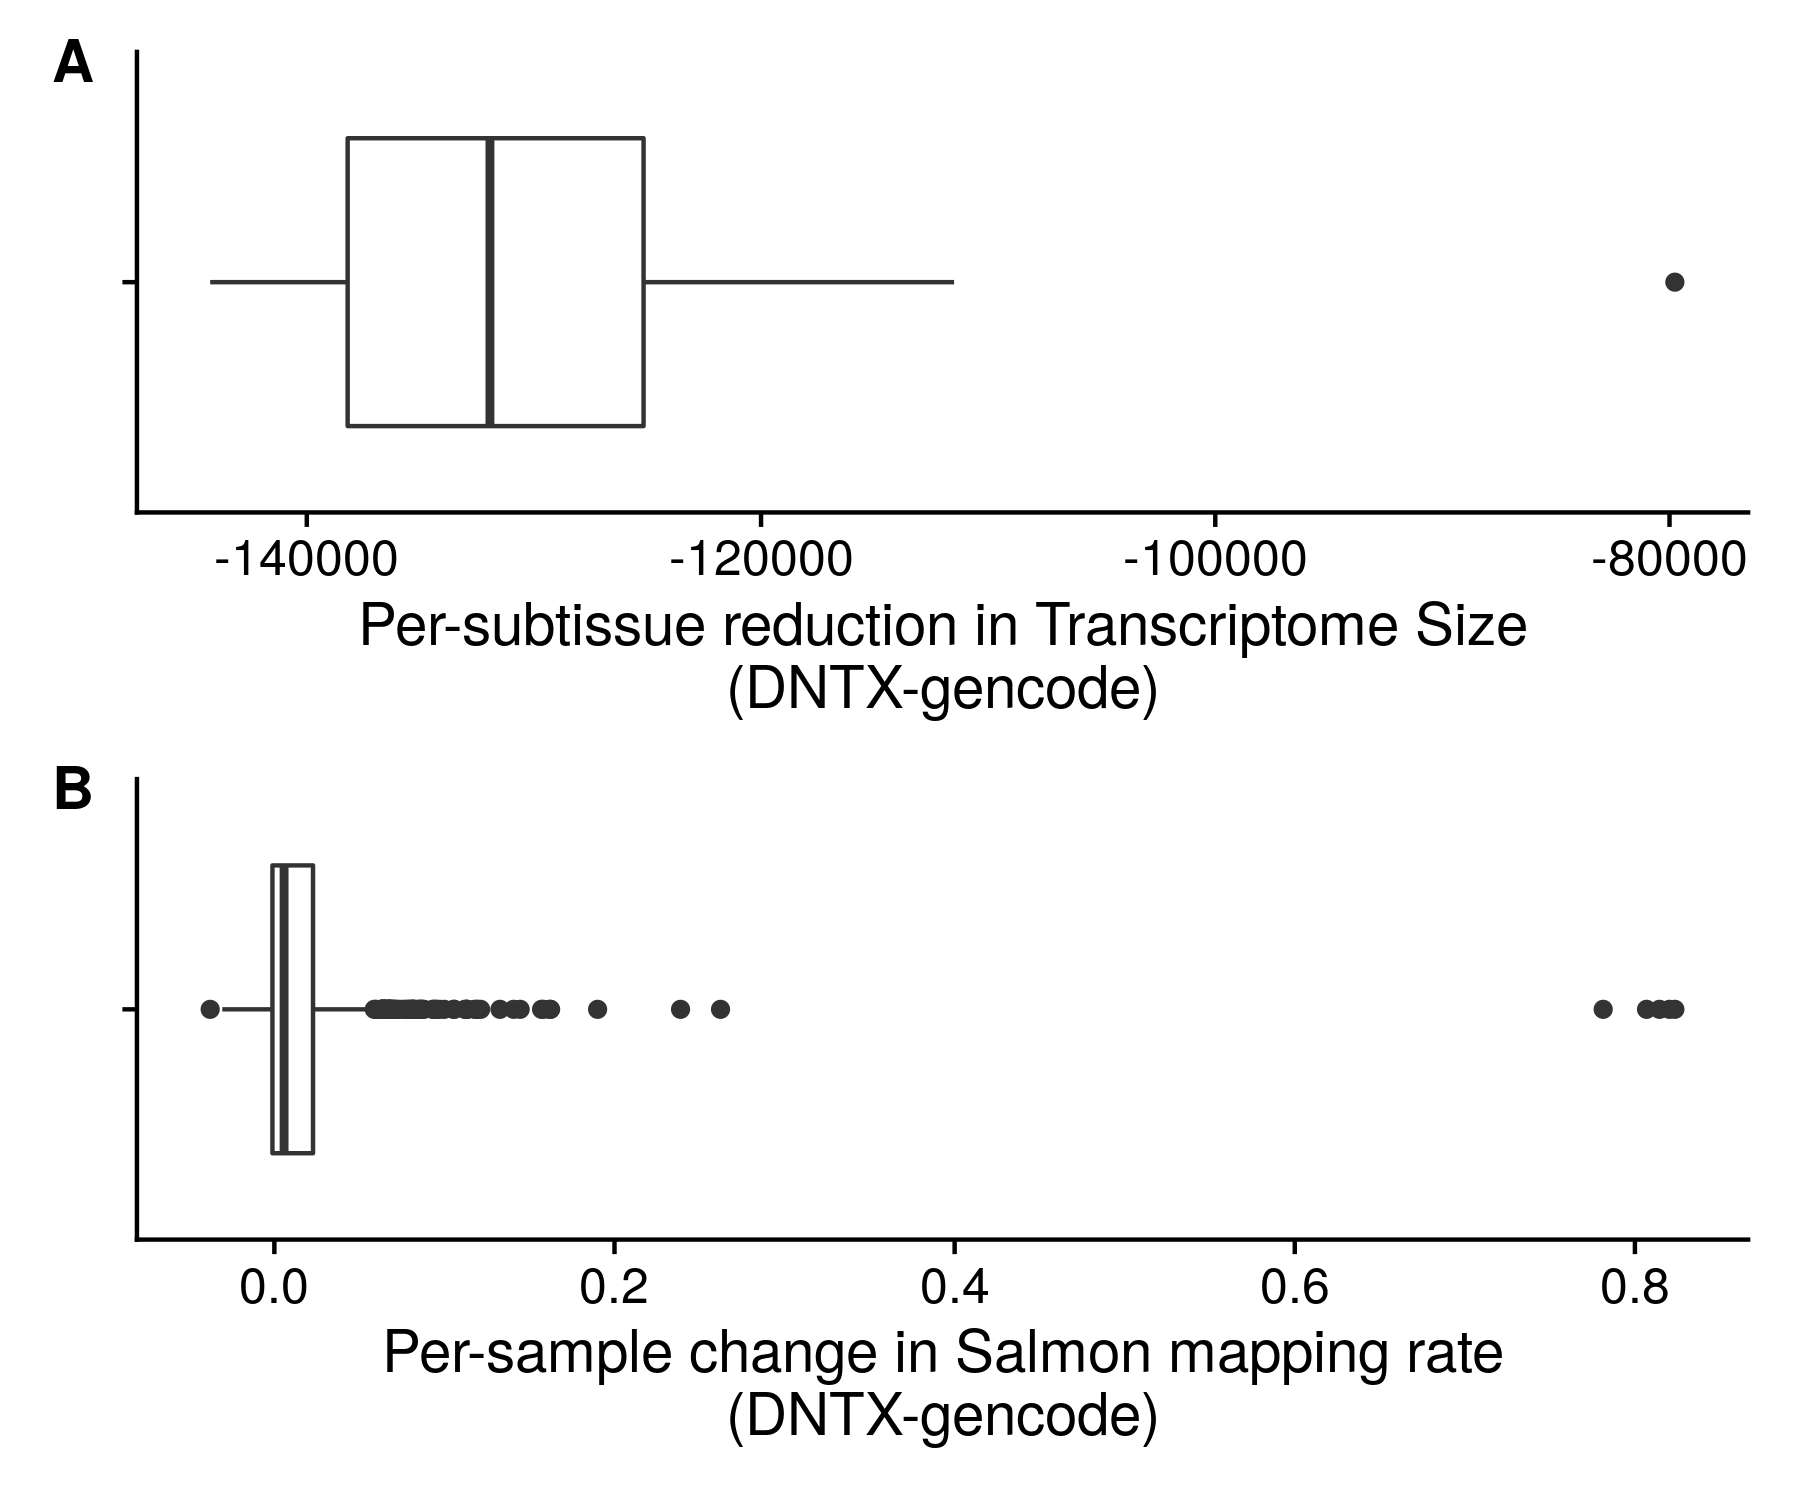 A
-140000 -120000 -100000 -80000
Per-subtissue reduction in Transcriptome Size
(DNTX-gencode)
B
0.0 0.2 0.4 0.6 0.8
Per-sample change in Salmon mapping rate
(DNTX-gencode)